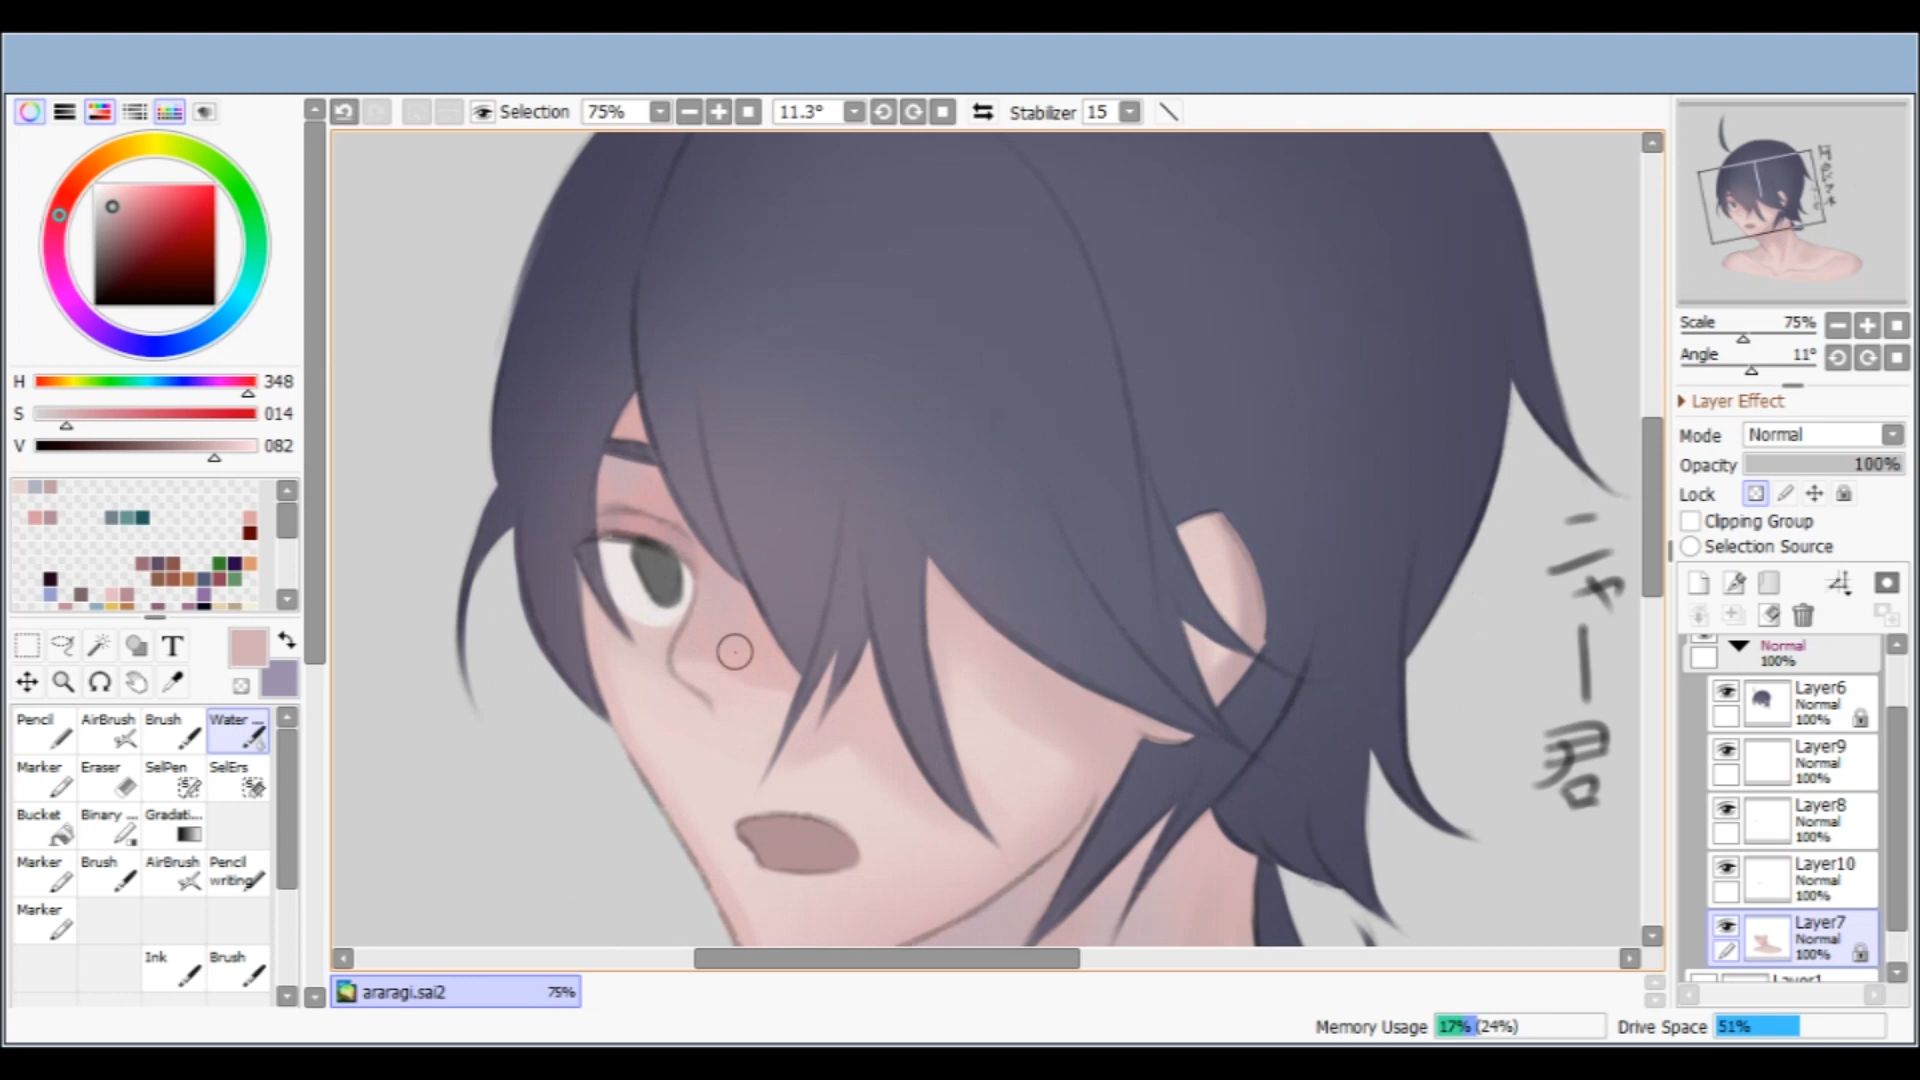 Selection 75% 11.3° Stabilizer 15
H 348
S 014
V 082
T
Pencil AirBrush Brush Water ...
Marker Eraser SelPen SelErs
Bucket Binary ... Gradati...
Marker Brush AirBrush Pencil writing
Marker
Ink Brush
ニャー君
araragi.sai2 75%
Scale 75%
Angle 11°
Layer Effect
Mode Normal
Opacity 100%
Lock
Clipping Group
Selection Source
Normal
100%
Layer6
Normal
100%
Layer9
Normal
100%
Layer8
Normal
100%
Layer10
Normal
100%
Layer7
Normal
100%
Layer1
Memory Usage 17% (24%) Drive Space 51%